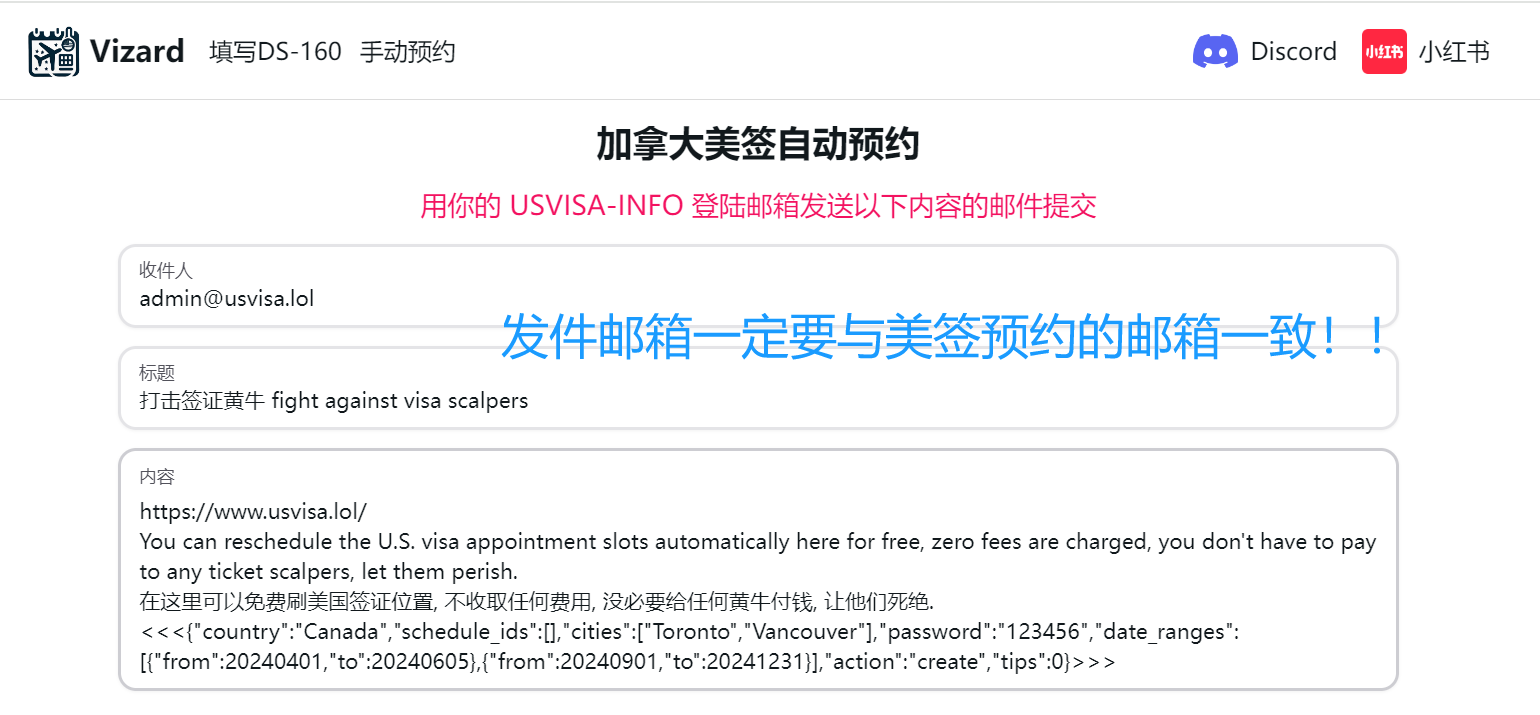 Vizard 填写DS-160 手动预约 Discord 小红书 小红书
加拿大美签自动预约
用你的 USVISA-INFO 登陆邮箱发送以下内容的邮件提交
收件人
admin@usvisa.lol
发件邮箱一定要与美签预约的邮箱一致！！
标题
打击签证黄牛 fight against visa scalpers
内容
https://www.usvisa.lol/
You can reschedule the U.S. visa appointment slots automatically here for free, zero fees are charged, you don't have to pay
to any ticket scalpers, let them perish.
在这里可以免费刷美国签证位置, 不收取任何费用, 没必要给任何黄牛付钱, 让他们死绝.
<<<{"country":"Canada","schedule_ids":[],"cities":["Toronto","Vancouver"],"password":"123456","date_ranges":
[{"from":20240401,"to":20240605},{"from":20240901,"to":20241231}],"action":"create","tips":0}>>>